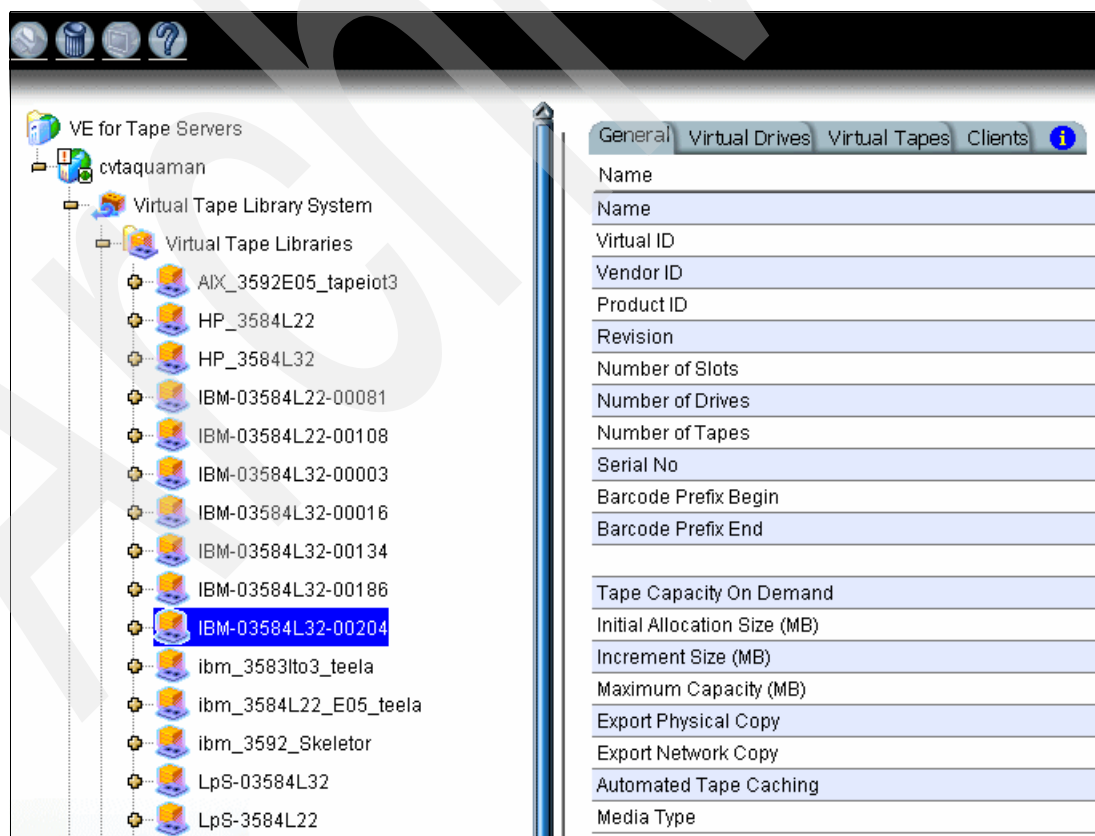 VE for Tape Servers
cvtaquaman
Virtual Tape Library System
Virtual Tape Libraries
AIX_3592E05_tapeiot3
HP_3584L22
HP_3584L32
IBM-03584L22-00081
IBM-03584L22-00108
IBM-03584L32-00003
IBM-03584L32-00016
IBM-03584L32-00134
IBM-03584L32-00186
IBM-03584L32-00204
ibm_3583lto3_teela
ibm_3584L22_E05_teela
ibm_3592_Skeletor
LpS-03584L32
LpS-3584L22
General Virtual Drives Virtual Tapes Clients i
Name
Name
Virtual ID
Vendor ID
Product ID
Revision
Number of Slots
Number of Drives
Number of Tapes
Serial No
Barcode Prefix Begin
Barcode Prefix End
Tape Capacity On Demand
Initial Allocation Size (MB)
Increment Size (MB)
Maximum Capacity (MB)
Export Physical Copy
Export Network Copy
Automated Tape Caching
Media Type